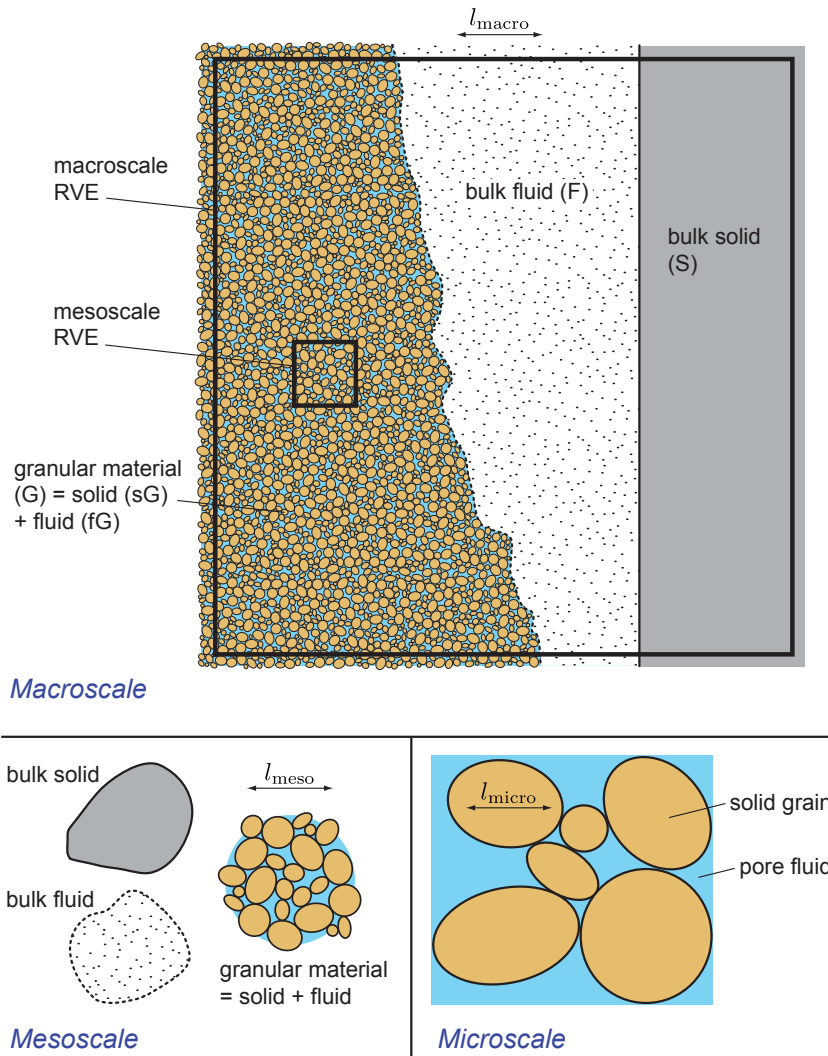 l_macro
macroscale
RVE
bulk fluid (F)
bulk solid
(S)
mesoscale
RVE
granular material
(G) = solid (sG)
+ fluid (fG)
Macroscale
bulk solid
l_meso
bulk fluid
granular material
= solid + fluid
Mesoscale
l_micro
solid grain
pore fluid
Microscale